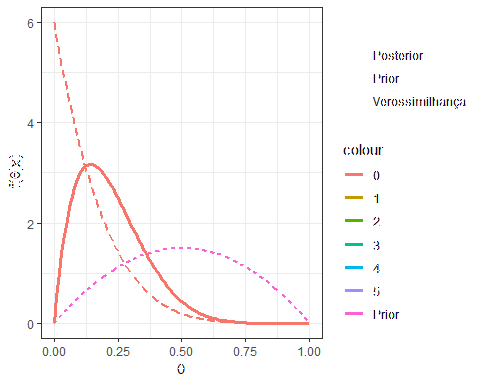 6
4
2
0
0.00
0.25
0.50
0.75
1.00
θ
f(θ|x)
Posterior
Prior
Verossimilhança
colour
0
1
2
3
4
5
Prior